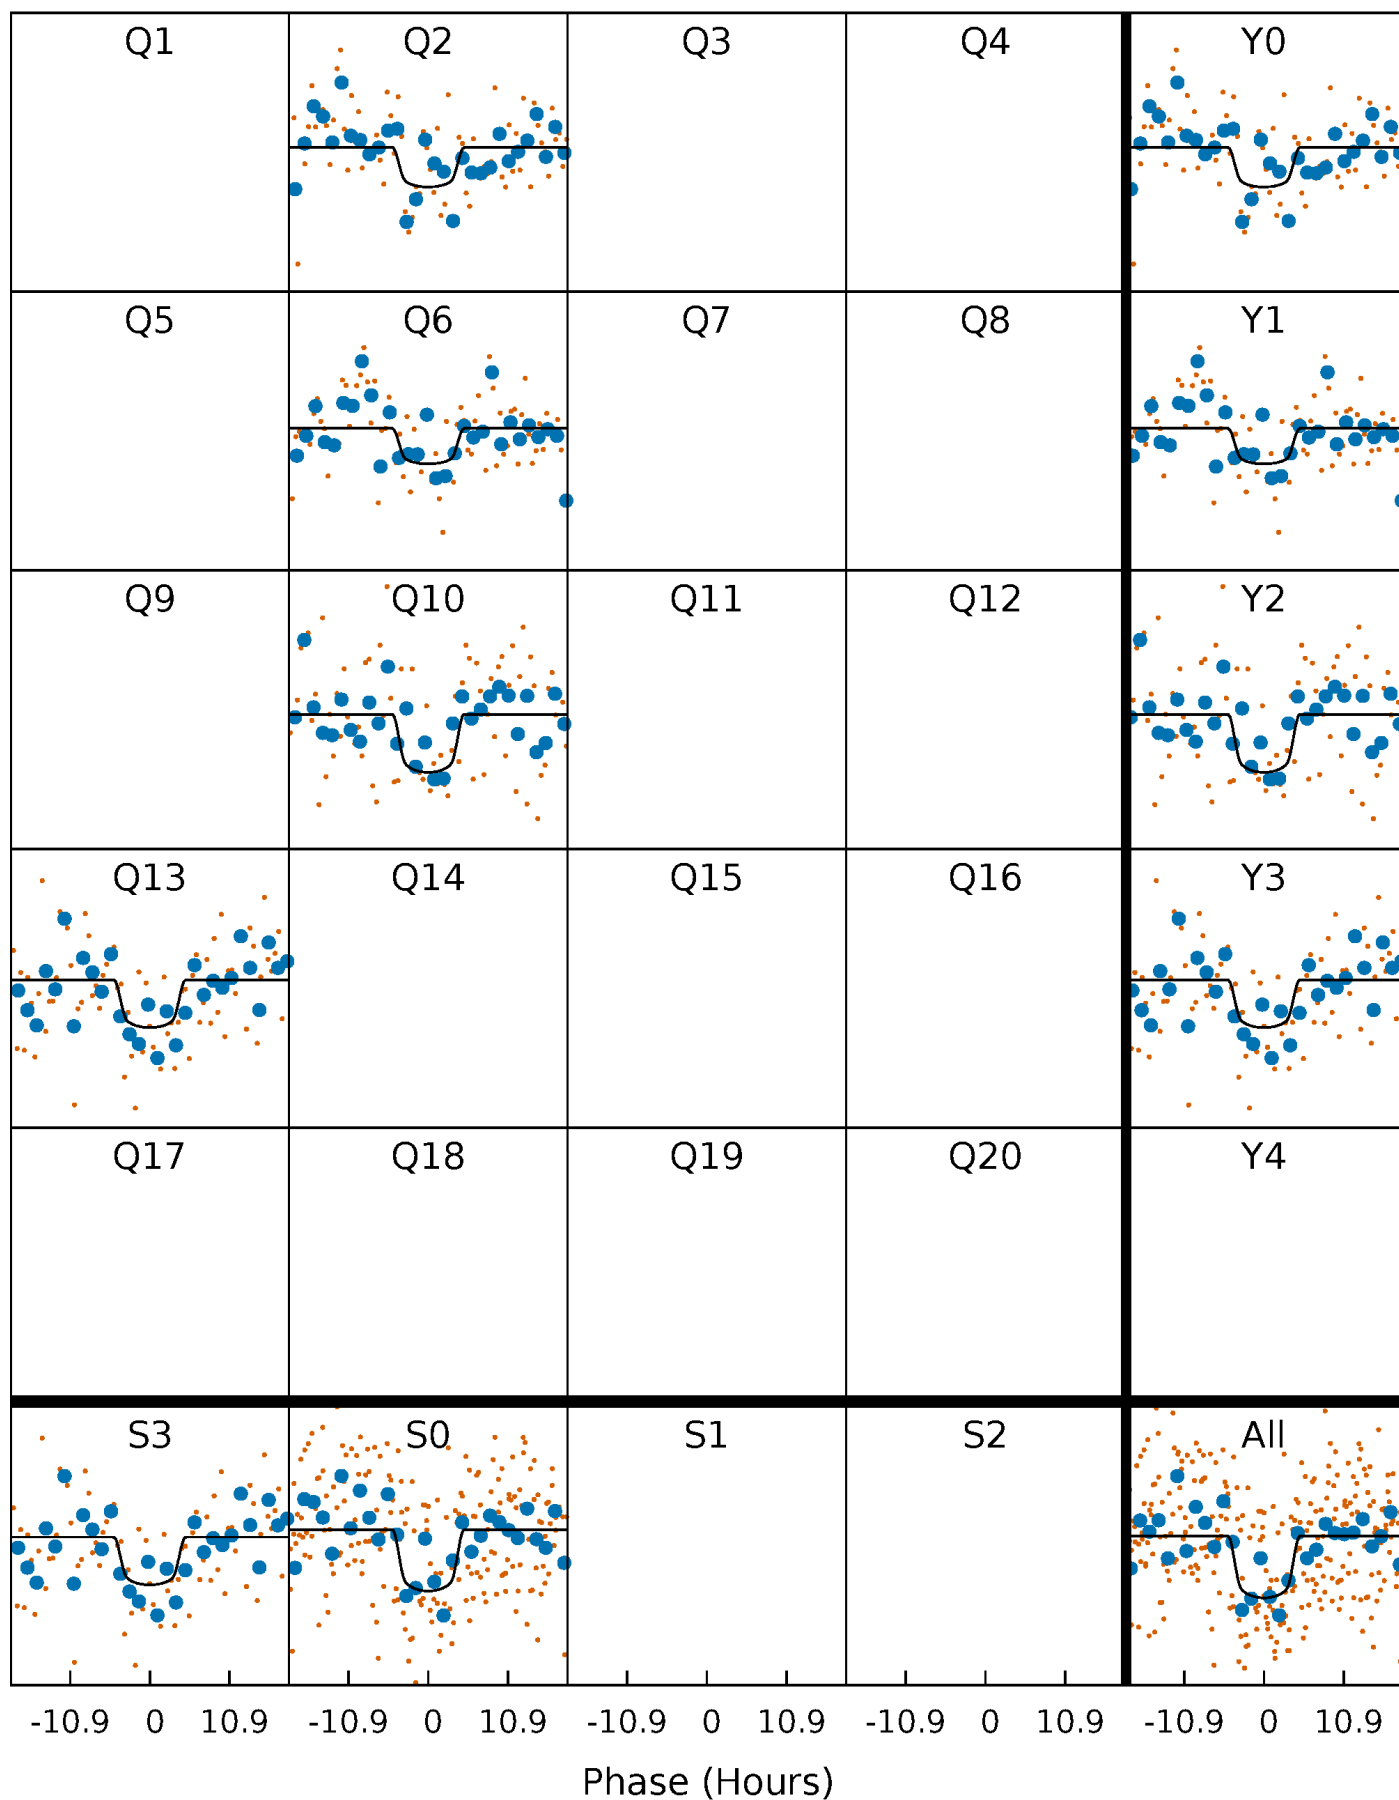 Q1 Q2 Q3 Q4 Y0
Q5 Q6 Q7 Q8 Y1
Q9 Q10 Q11 Q12 Y2
Q13 Q14 Q15 Q16 Y3
Q17 Q18 Q19 Q20 Y4
S3 S0 S1 S2 All
-10.9 0 10.9 -10.9 0 10.9 -10.9 0 10.9 -10.9 0 10.9 -10.9 0 10.9
Phase (Hours)